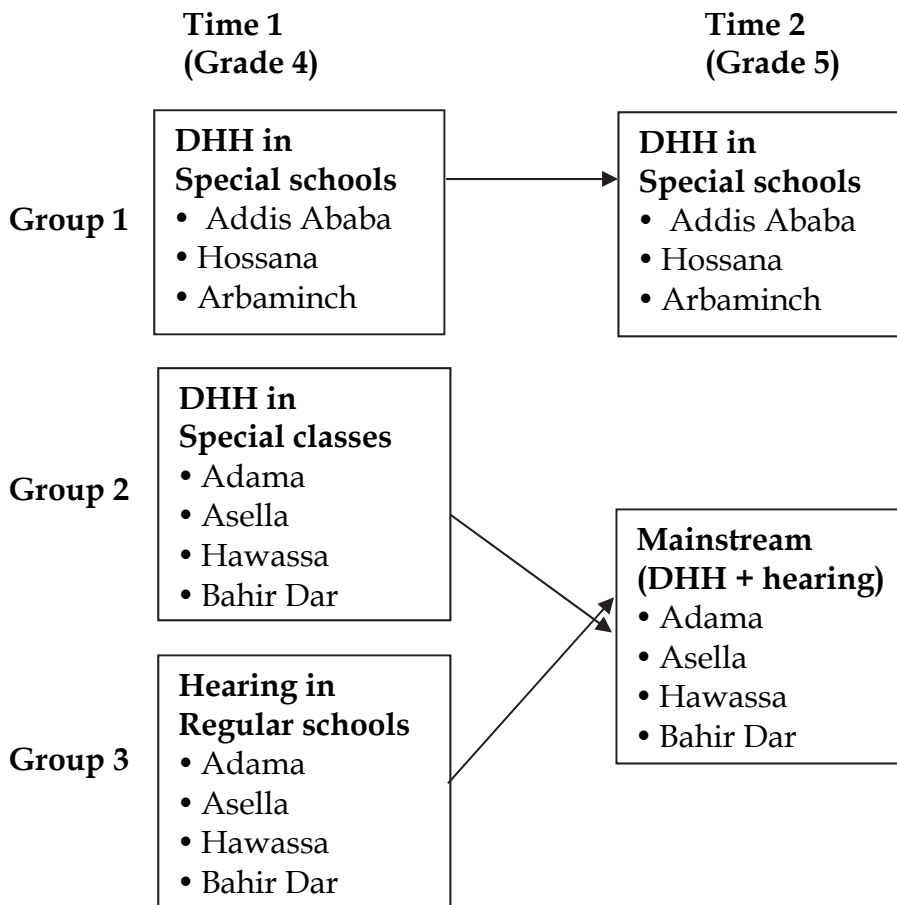 Time 1
(Grade 4)
Time 2
(Grade 5)
Group 1
DHH in
Special schools
• Addis Ababa
• Hossana
• Arbaminch
DHH in
Special schools
• Addis Ababa
• Hossana
• Arbaminch
Group 2
DHH in
Special classes
• Adama
• Asella
• Hawassa
• Bahir Dar
Mainstream
(DHH + hearing)
• Adama
• Asella
• Hawassa
• Bahir Dar
Group 3
Hearing in
Regular schools
• Adama
• Asella
• Hawassa
• Bahir Dar